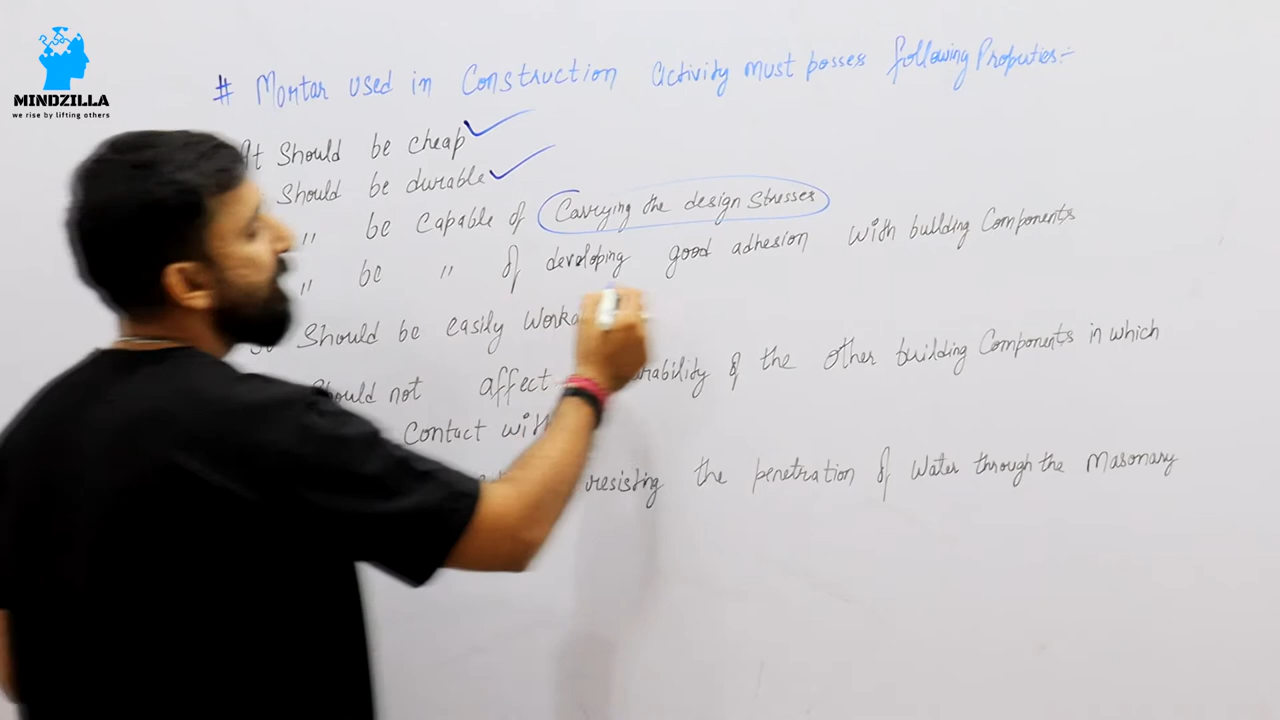 MINDZILLA
we rise by lifting others
# Mortar used in Construction activity must posses following Properties:-
It Should be cheap
Should be durable
" be capable of Carrying the design Stresses
" be " of developing good adhesion with building Components
Should be easily
Should not affect of the other building Components in which
Contact with
resisting the penetration of water through the masonary